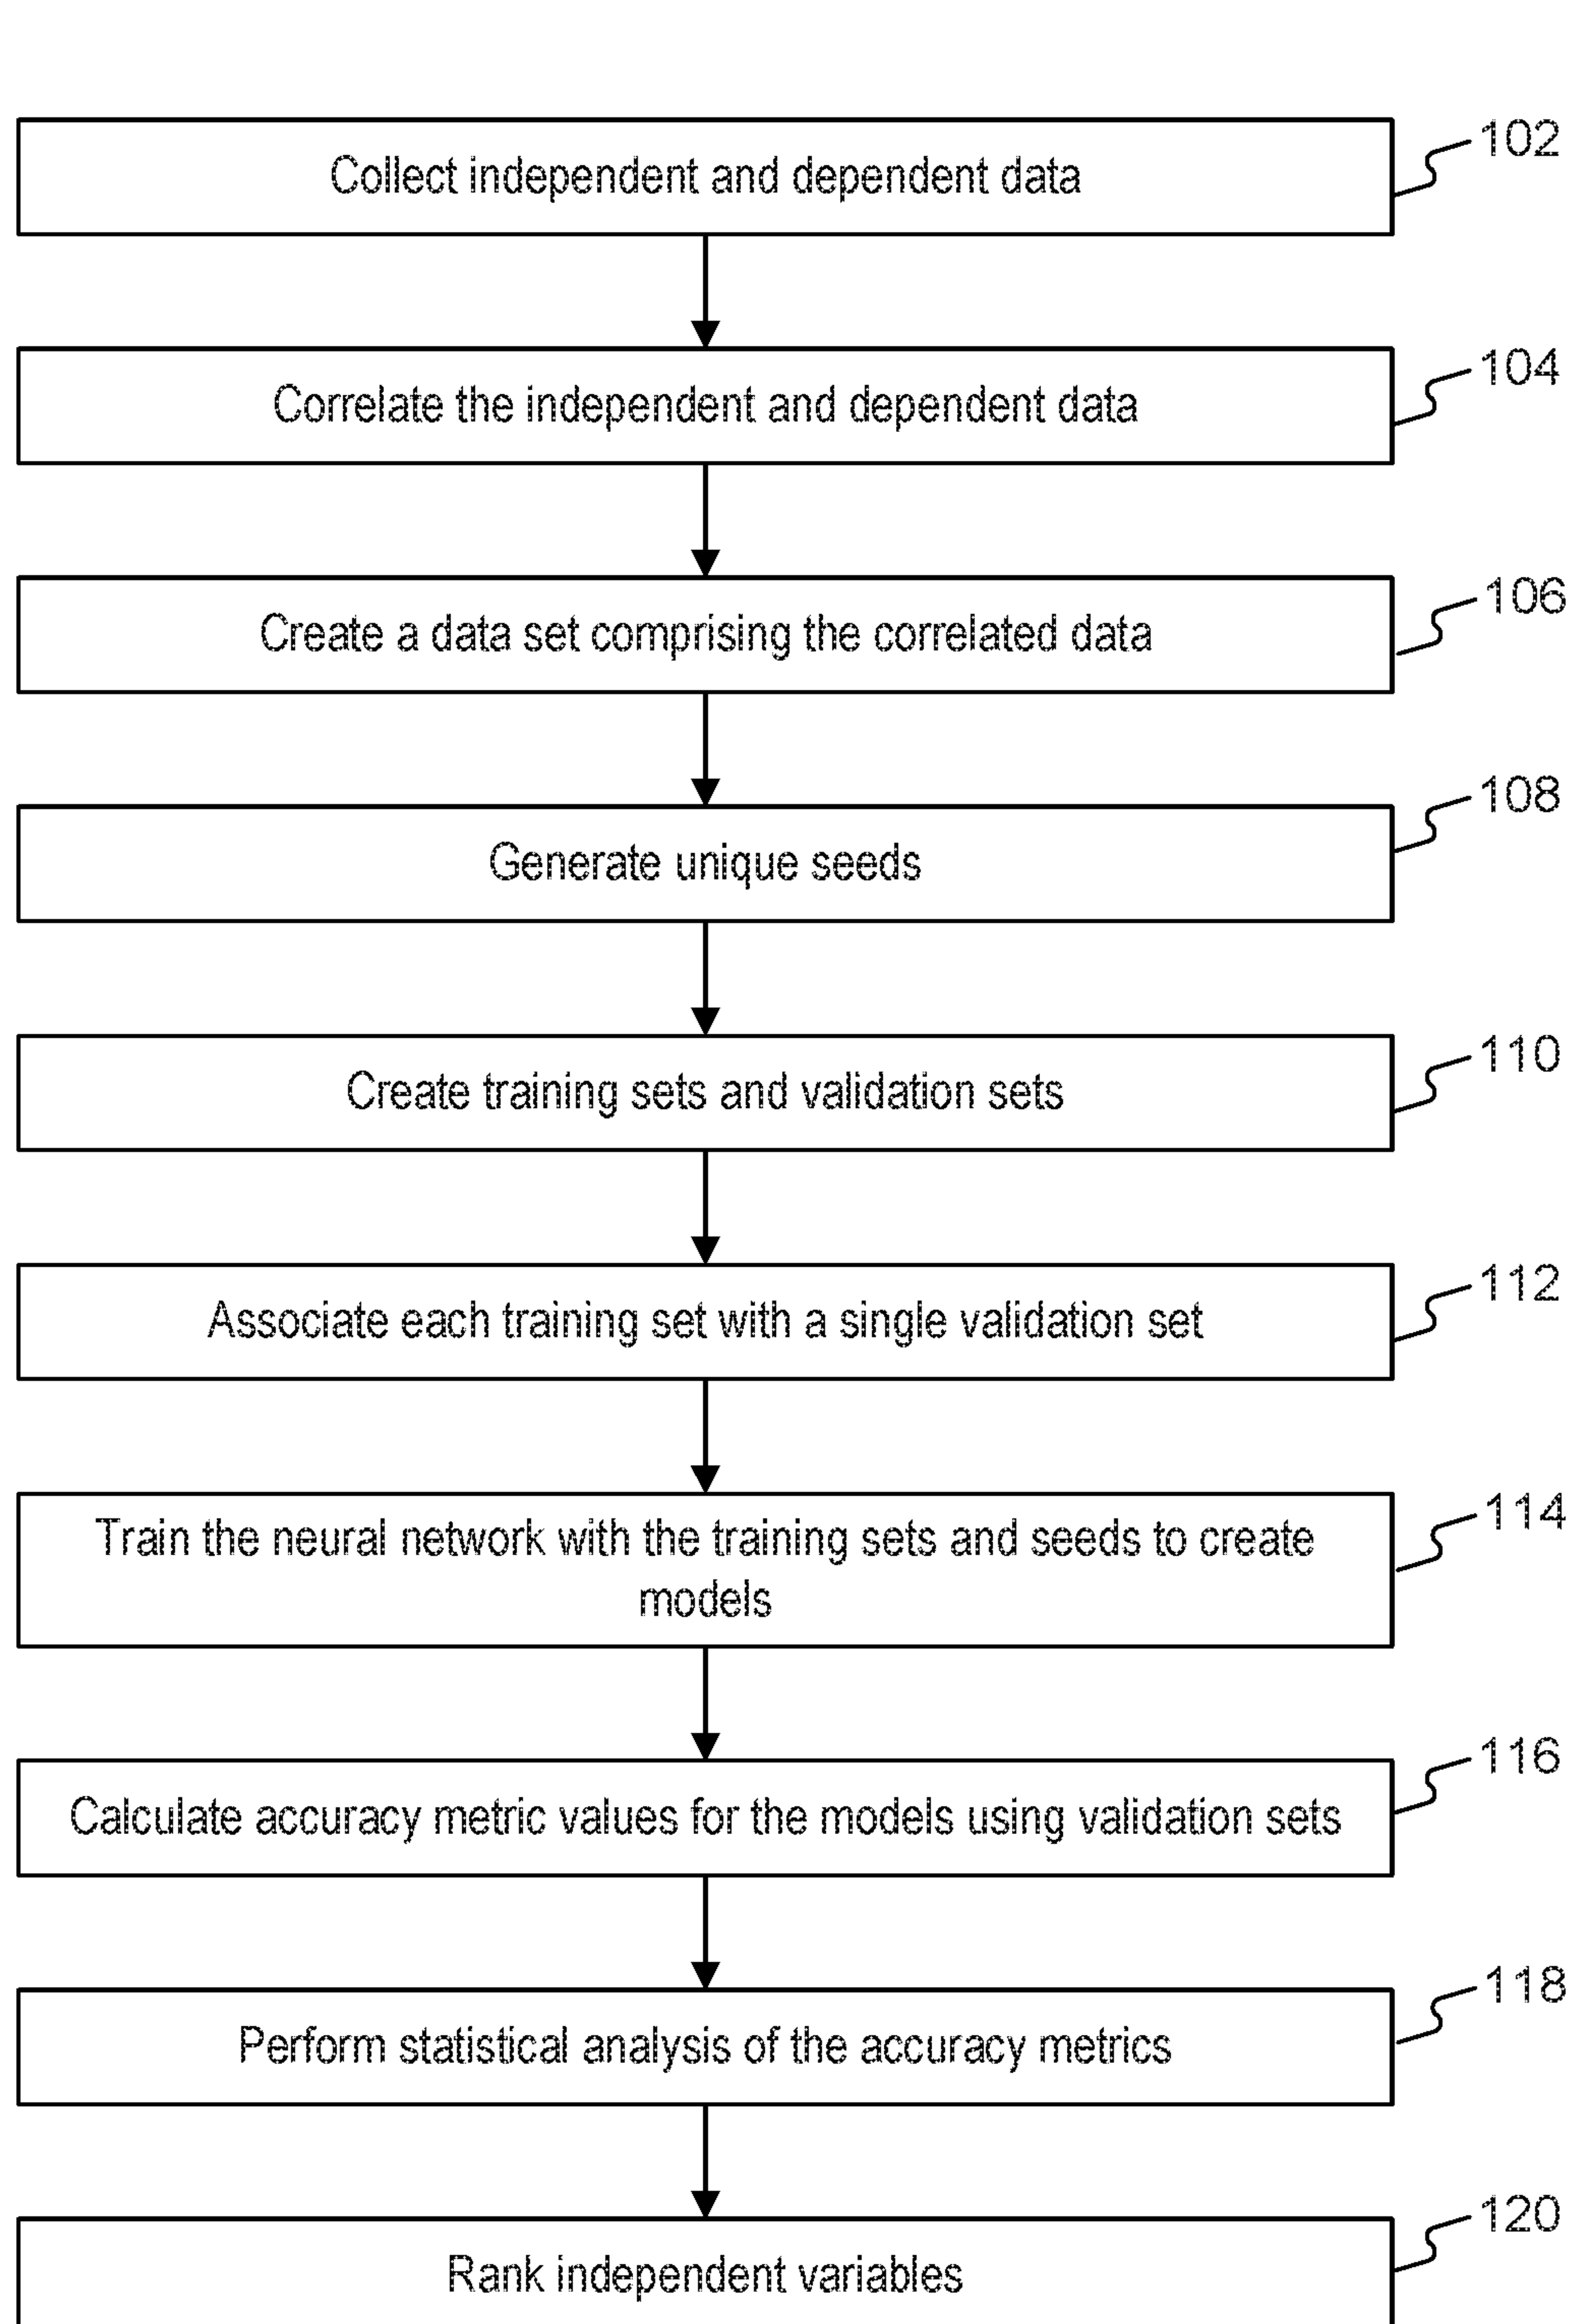 102
Collect independent and dependent data
104
Correlate the independent and dependent data
106
Create a data set comprising the correlated data
108
Generate unique seeds
110
Create training sets and validation sets
112
Associate each training set with a single validation set
114
Train the neural network with the training sets and seeds to create
models
116
Calculate accuracy metric values for the models using validation sets
118
Perform statistical analysis of the accuracy metrics
120
Rank independent variables